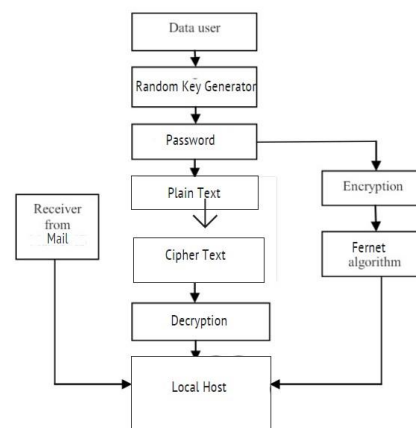 Data user
Random Key Generator
Password
Plain Text
Encryption
Receiver
from
Mail
Cipher Text
Fernet
algorithm
Decryption
Local Host